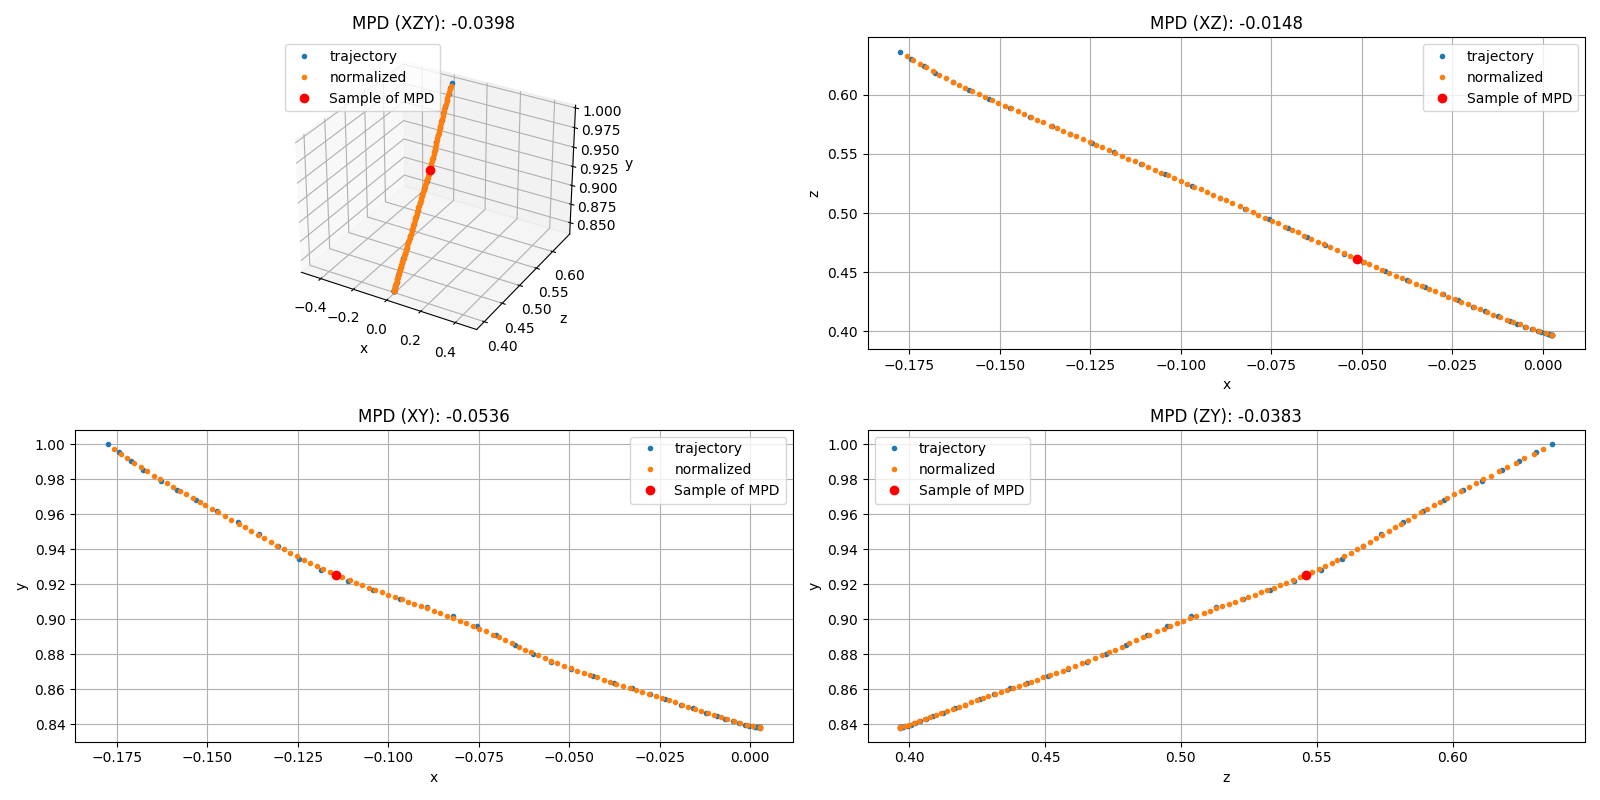 MPD (XZY): -0.0398
trajectory
normalized
Sample of MPD
1.000
0.975
0.950
0.925
0.900
0.875
0.850
y
0.60
0.55
0.50
0.45
0.40
z
−0.4
−0.2
0.0
0.2
0.4
x
MPD (XZ): -0.0148
trajectory
normalized
Sample of MPD
0.60
0.55
0.50
0.45
0.40
z
−0.175 −0.150 −0.125 −0.100 −0.075 −0.050 −0.025 0.000
x
MPD (XY): -0.0536
trajectory
normalized
Sample of MPD
1.00
0.98
0.96
0.94
0.92
0.90
0.88
0.86
0.84
y
−0.175 −0.150 −0.125 −0.100 −0.075 −0.050 −0.025 0.000
x
MPD (ZY): -0.0383
trajectory
normalized
Sample of MPD
1.00
0.98
0.96
0.94
0.92
0.90
0.88
0.86
0.84
y
0.40 0.45 0.50 0.55 0.60
z